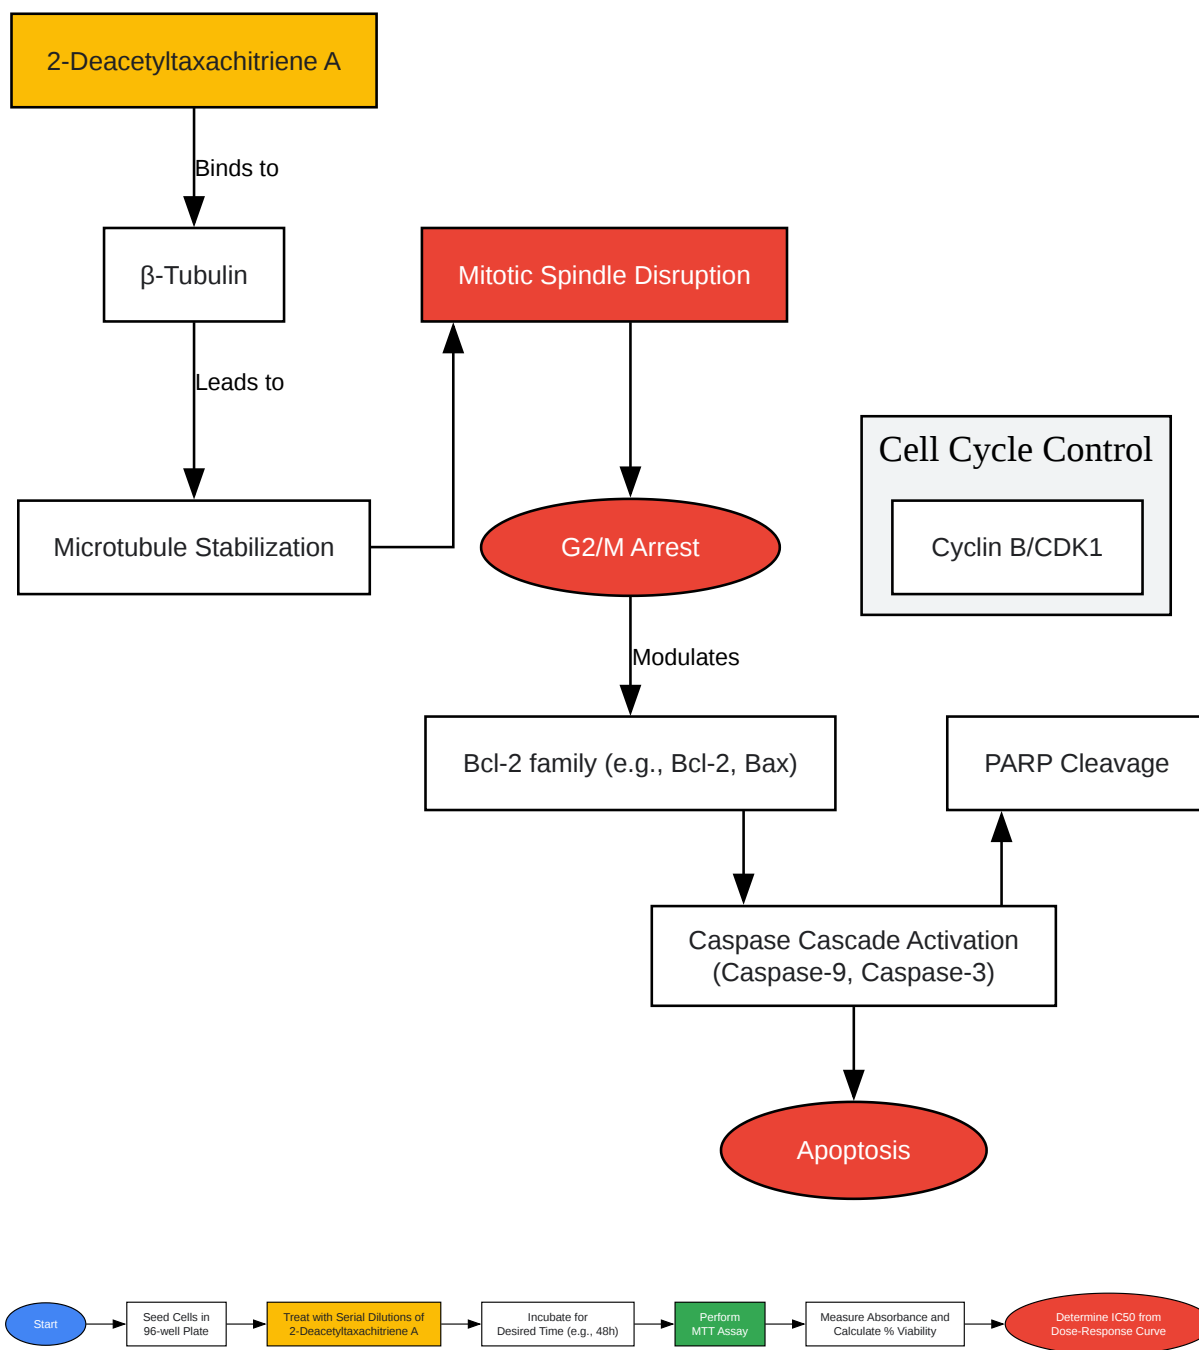 2-Deacetyltaxachitriene A
Binds to
β-Tubulin
Mitotic Spindle Disruption
Leads to
Cell Cycle Control
Microtubule Stabilization
G2/M Arrest
Cyclin B/CDK1
Modulates
Bcl-2 family (e.g., Bcl-2, Bax)
PARP Cleavage
Caspase Cascade Activation
(Caspase-9, Caspase-3)
Apoptosis
Start
Seed Cells in
96-well Plate
Treat with Serial Dilutions of
2-Deacetyltaxachitriene A
Incubate for
Desired Time (e.g., 48h)
Perform
MTT Assay
Measure Absorbance and
Calculate % Viability
Determine IC50 from
Dose-Response Curve